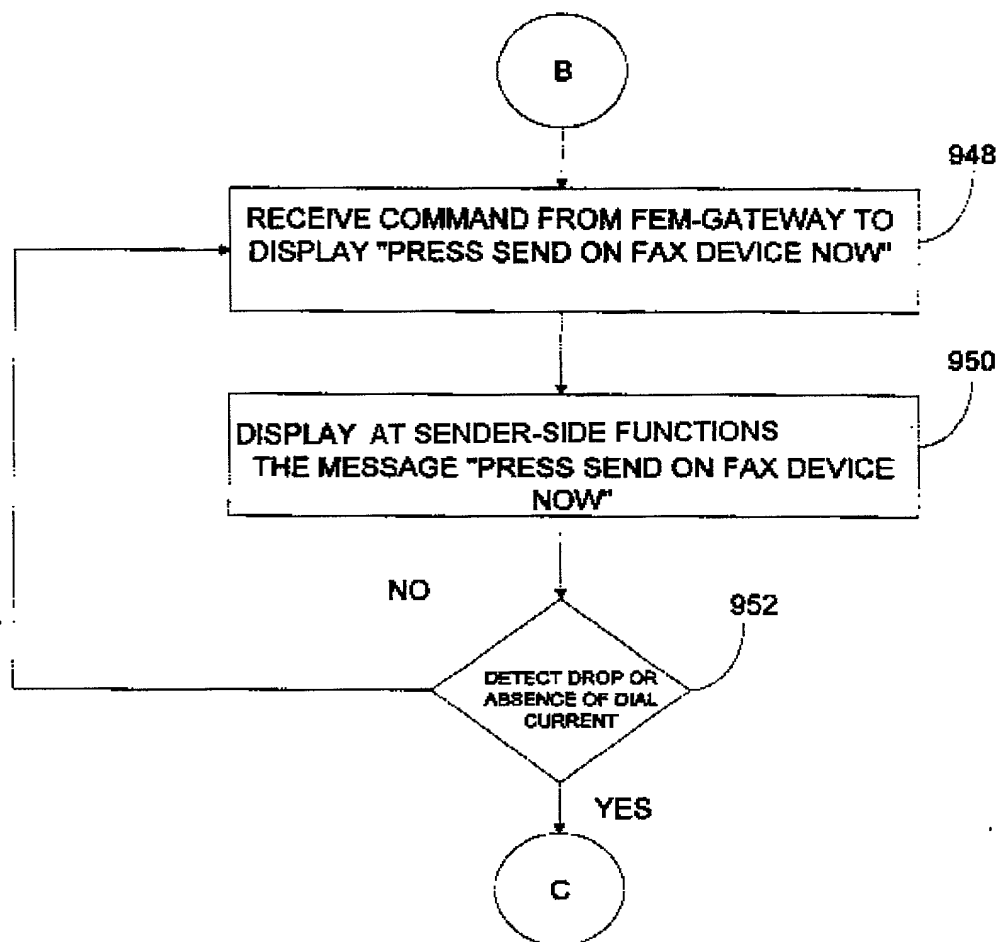 B
948
RECEIVE COMMAND FROM FEM-GATEWAY TO
DISPLAY "PRESS SEND ON FAX DEVICE NOW"
950
DISPLAY AT SENDER-SIDE FUNCTIONS
THE MESSAGE "PRESS SEND ON FAX DEVICE
NOW"
NO
952
DETECT DROP OR
ABSENCE OF DIAL
CURRENT
YES
C